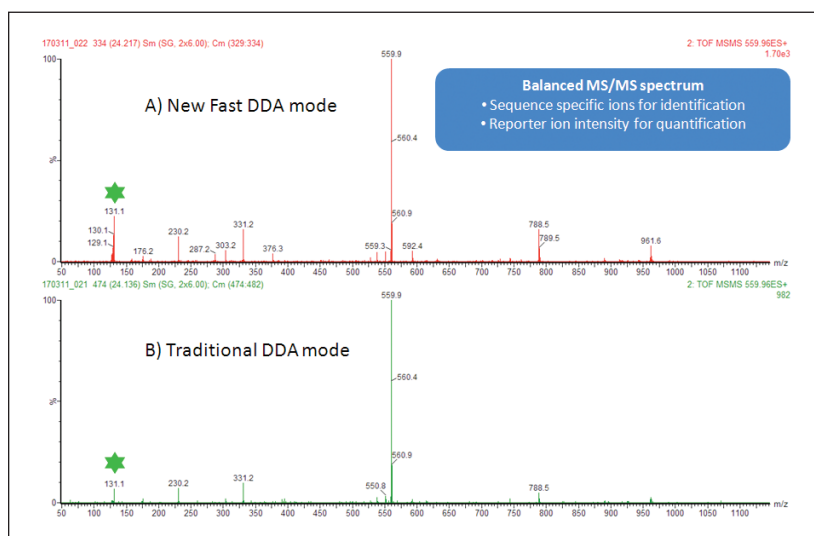 170311_022 334 (24.217) Sm (SG, 2x6.00); Cm (329:334)
2: TOF MSMS 559.96ES+
1.70e3
100
559.9
A) New Fast DDA mode
Balanced MS/MS spectrum
• Sequence specific ions for identification
• Reporter ion intensity for quantification
560.4
%
131.1
130.1
129.1
176.2
230.2
287.2
303.2
331.2
376.3
559.3
560.9
592.4
788.5
789.5
961.6
0
50 100 150 200 250 300 350 400 450 500 550 600 650 700 750 800 850 900 950 1000 1050 1100 m/z
170311_021 474 (24.136) Sm (SG, 2x6.00); Cm (474:482)
2: TOF MSMS 559.96ES+
982
100
559.9
B) Traditional DDA mode
560.4
%
131.1
230.2
331.2
550.8
560.9
788.5
0
50 100 150 200 250 300 350 400 450 500 550 600 650 700 750 800 850 900 950 1000 1050 1100 m/z